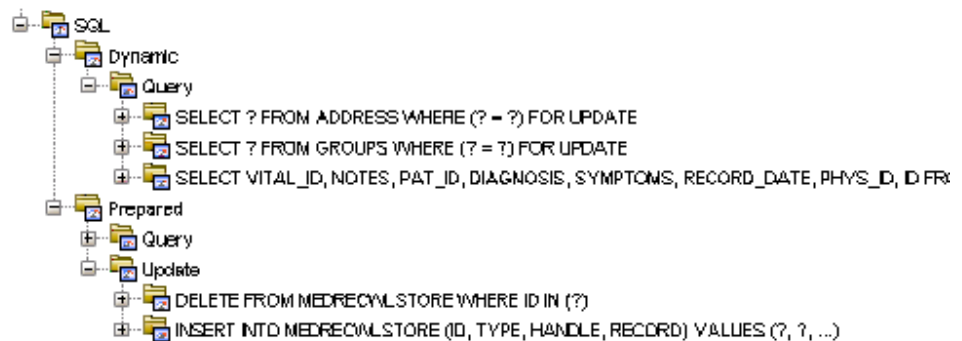 SQL
Dynamic
Query
SELECT ? FROM ADDRESS WHERE (? = ?) FOR UPDATE
SELECT ? FROM GROUPS WHERE (? = ?) FOR UPDATE
SELECT VITAL_ID, NOTES, PAT_ID, DIAGNOSIS, SYMPTOMS, RECORD_DATE, PHYS_ID, ID FRO
Prepared
Query
Update
DELETE FROM MEDRECWLSTORE WHERE ID IN (?)
INSERT INTO MEDRECWLSTORE (ID, TYPE, HANDLE, RECORD) VALUES (?, ?, ...)